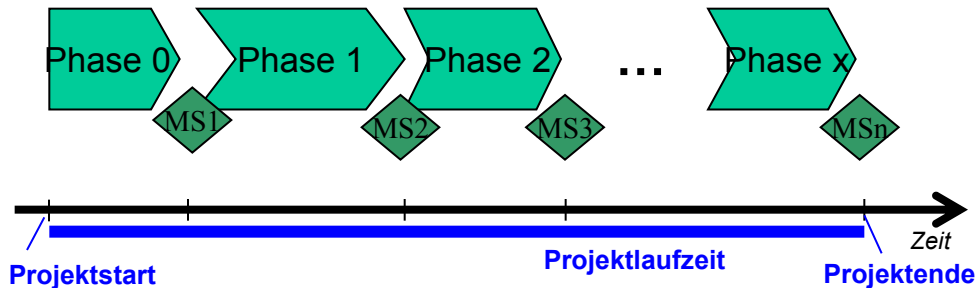 Phase 0
Phase 1
Phase 2
...
Phase x
MS1
MS2
MS3
MSn
Zeit
Projektstart
Projektlaufzeit
Projektende